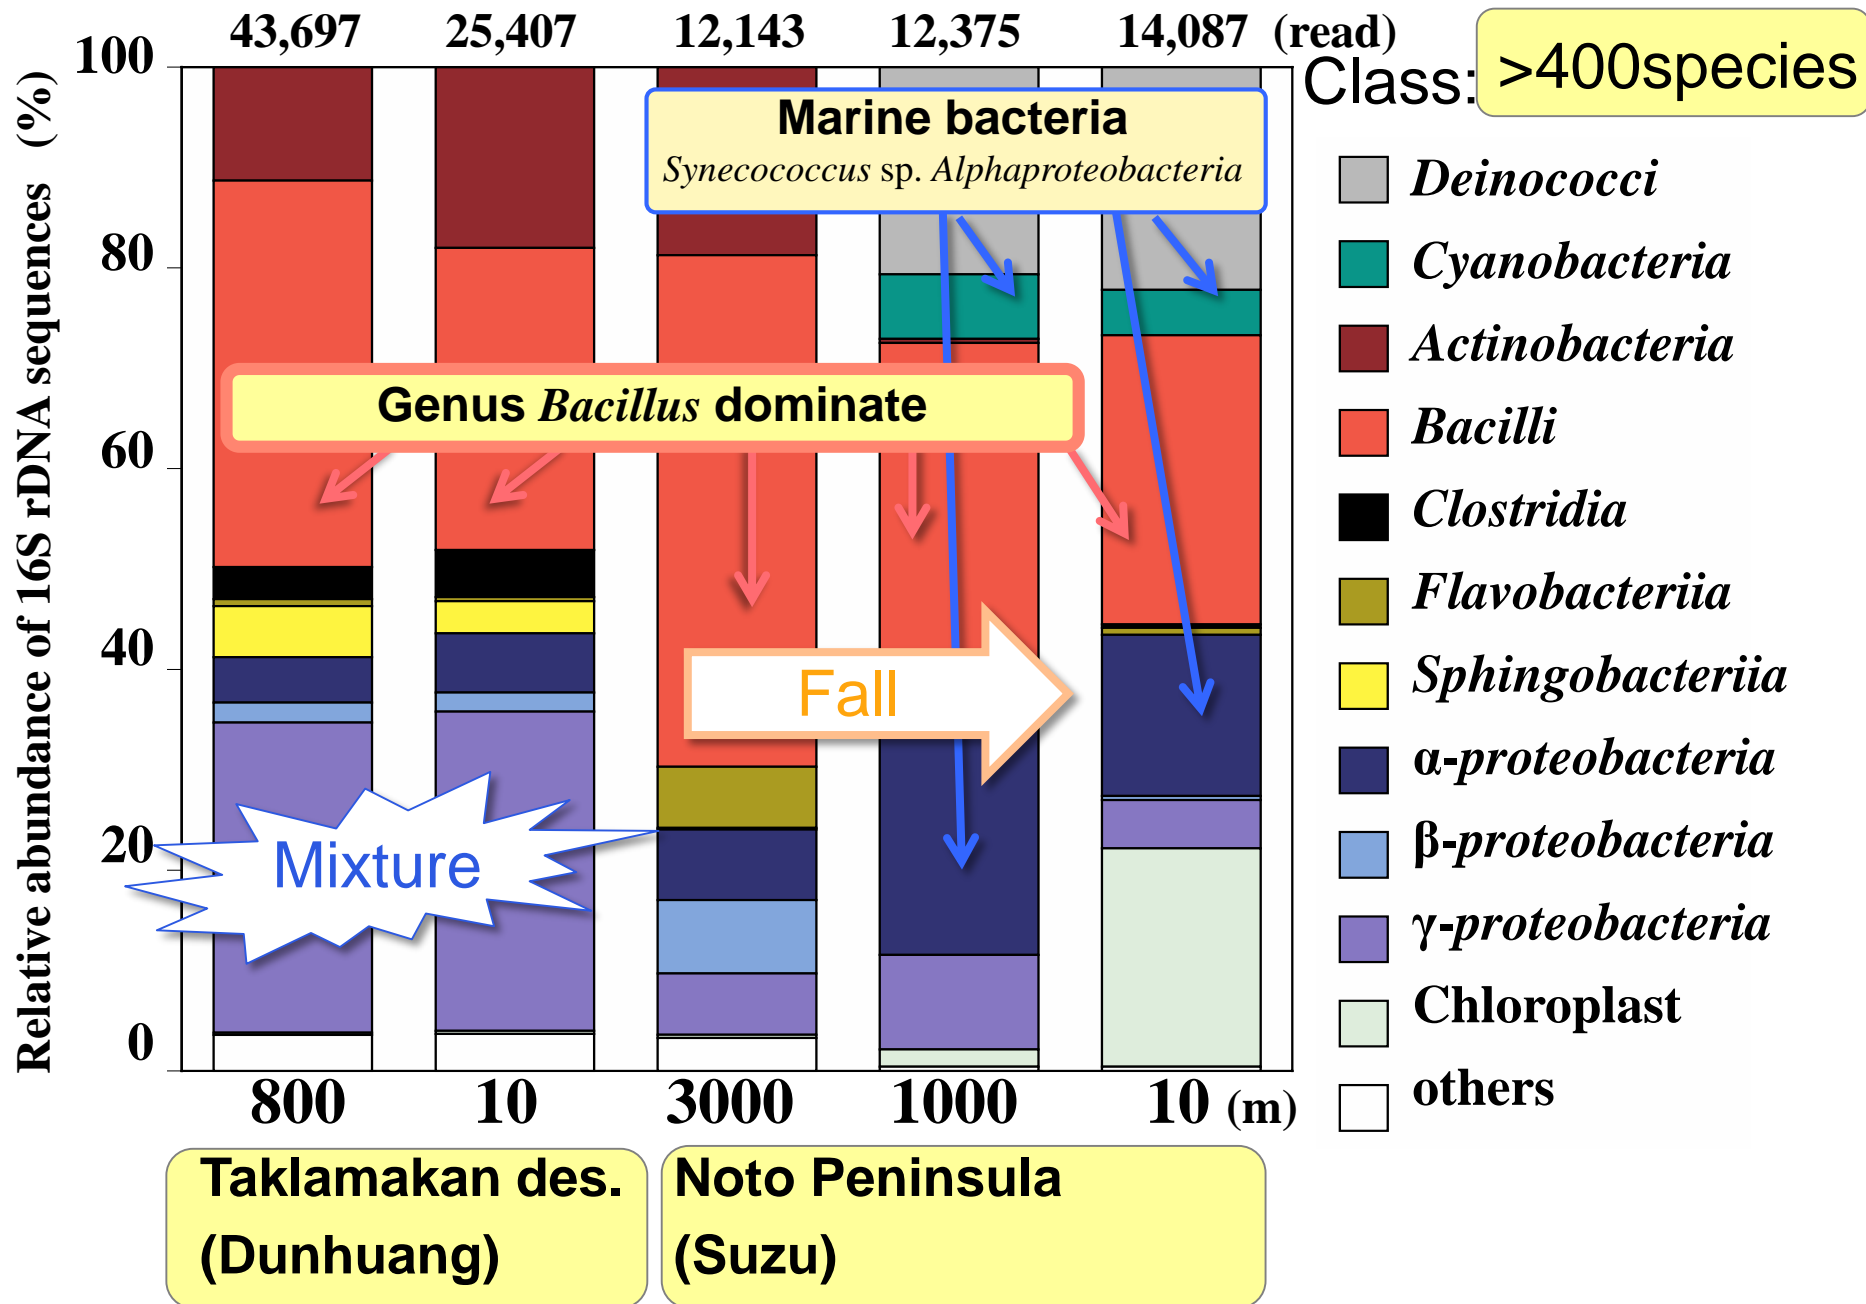 43,697 25,407 12,143 12,375 14,087 (read)
Class: >400species
Relative abundance of 16S rDNA sequences (%)
100
80
60
40
20
0
Marine bacteria
Synecococcus sp. Alphaproteobacteria
Genus Bacillus dominate
Fall
Mixture
Deinococci
Cyanobacteria
Actinobacteria
Bacilli
Clostridia
Flavobacteriia
Sphingobacteriia
α-proteobacteria
β-proteobacteria
γ-proteobacteria
Chloroplast
others
800 10 3000 1000 10 (m)
Taklamakan des.
(Dunhuang)
Noto Peninsula
(Suzu)